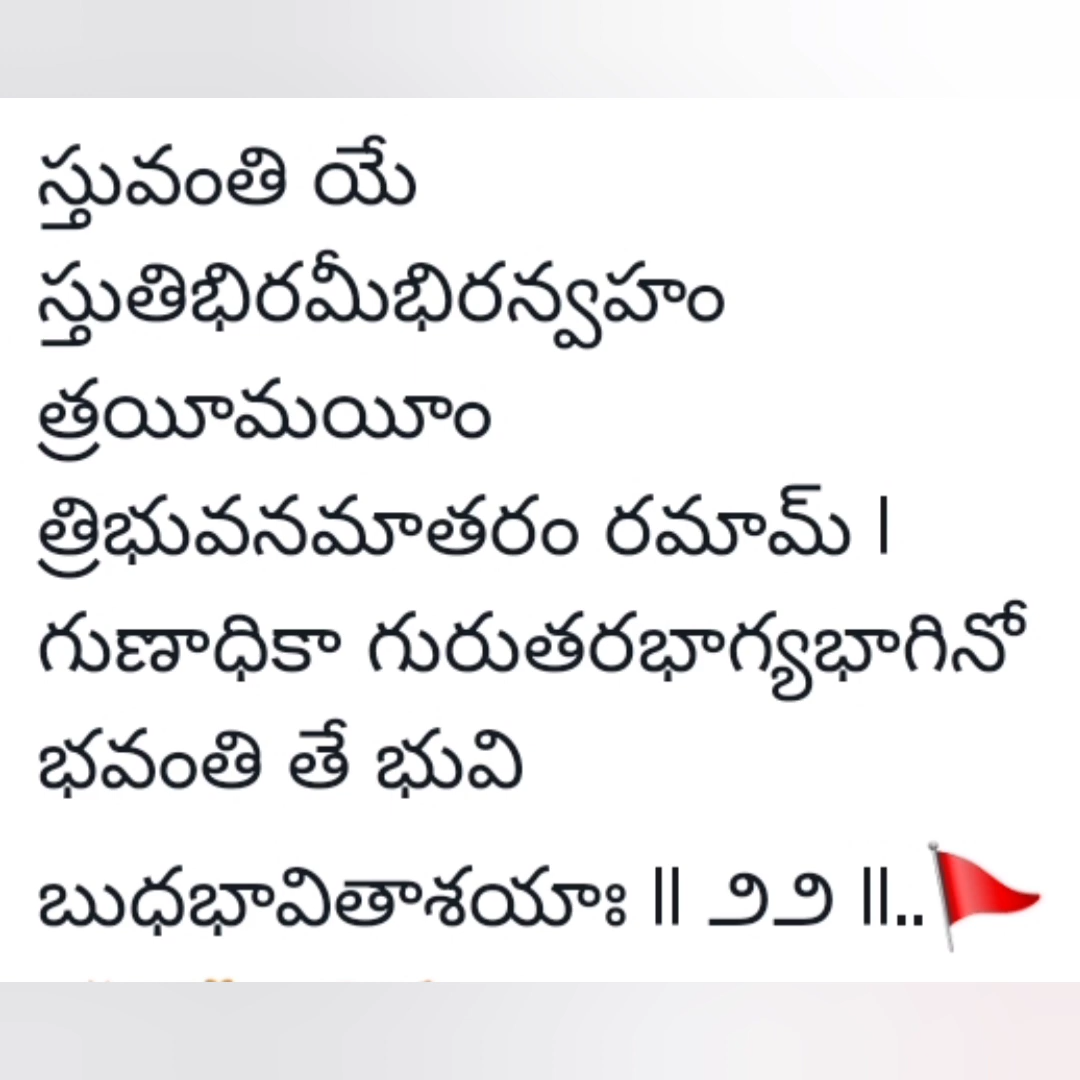 స్తువంతి యే
స్తుతిభిరమీభిరన్వహం
త్రయీమయీం
త్రిభువనమాతరం రమామ్ |
గుణాధికా గురుతరభాగ్యభాగినో
భవంతి తే భువి
బుధభావితాశయాః || ౨౨ ||..🚩